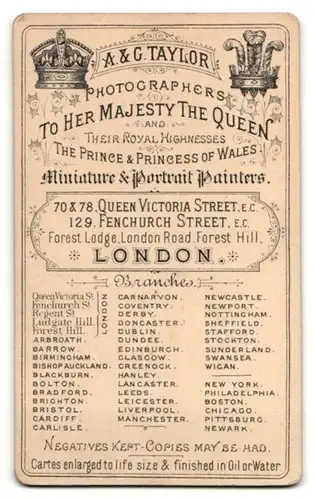 A & G. TAYLOR
PHOTOGRAPHERS
TO HER MAJESTY THE QUEEN
AND
THEIR ROYAL HIGHNESSES
THE PRINCE & PRINCESS OF WALES.
Miniature & Portrait Painters.
70 & 78, QUEEN VICTORIA STREET, E.C.
129, FENCHURCH STREET, E.C.
Forest Lodge, London Road, Forest Hill,
LONDON.
Branches.
Queen Victoria St.
Fenchurch St.
Regent St.
Ludgate Hill.
Forest Hill.
LONDON
ARBROATH.
BARROW.
BIRMINGHAM.
BISHOP AUCKLAND.
BLACKBURN.
BOLTON.
BRADFORD.
BRIGHTON.
BRISTOL.
CARDIFF.
CARLISLE.
CARNARVON.
COVENTRY.
DERBY.
DONCASTER.
DUBLIN.
DUNDEE.
EDINBURGH.
GLASGOW.
GREENOCK.
HANLEY.
LANCASTER.
LEEDS.
LEICESTER.
LIVERPOOL.
MANCHESTER.
NEWCASTLE.
NEWPORT.
NOTTINGHAM.
SHEFFIELD.
STAFFORD.
STOCKTON.
SUNDERLAND.
SWANSEA.
WIGAN.
NEW YORK.
PHILADELPHIA.
BOSTON.
CHICAGO.
PITTSBURG.
NEWARK.
NEGATIVES KEPT-COPIES MAY BE HAD.
Cartes enlarged to life size & finished in Oil or Water